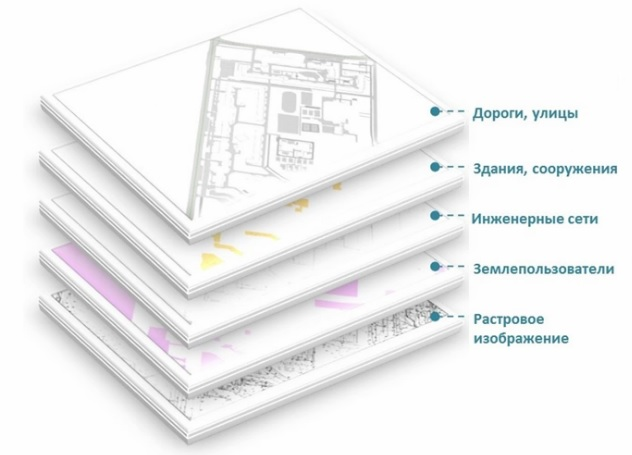 Дороги, улицы
Здания, сооружения
Инженерные сети
Землепользователи
Растровое
изображение